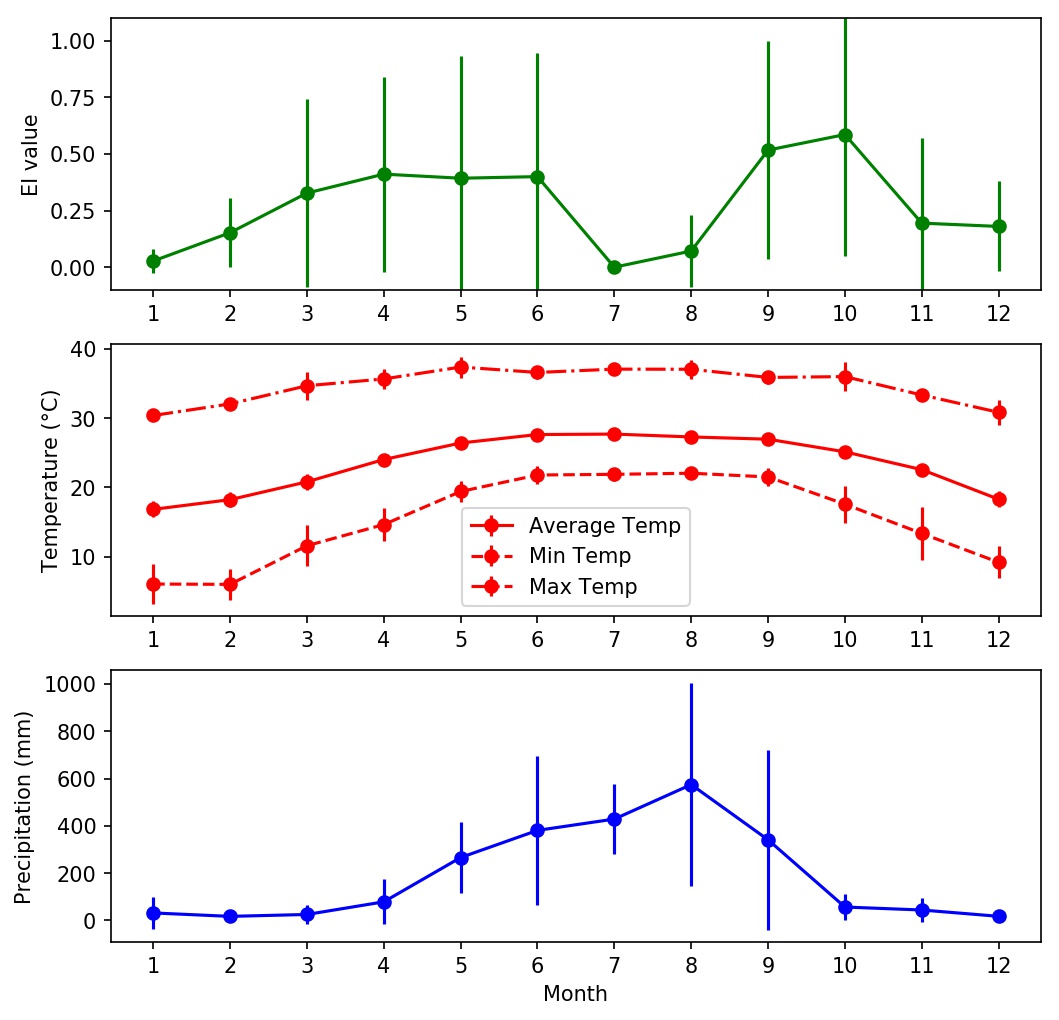 EI value
1.00
0.75
0.50
0.25
0.00
1 2 3 4 5 6 7 8 9 10 11 12
Temperature (°C)
40
30
20
10
Average Temp
Min Temp
Max Temp
1 2 3 4 5 6 7 8 9 10 11 12
Precipitation (mm)
1000
800
600
400
200
0
1 2 3 4 5 6 7 8 9 10 11 12
Month